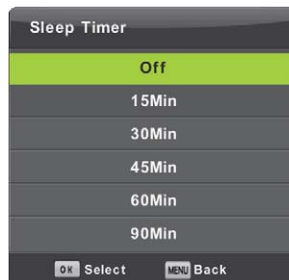 Sleep Timer
Off
15Min
30Min
45Min
60Min
90Min
OK Select MENU Back